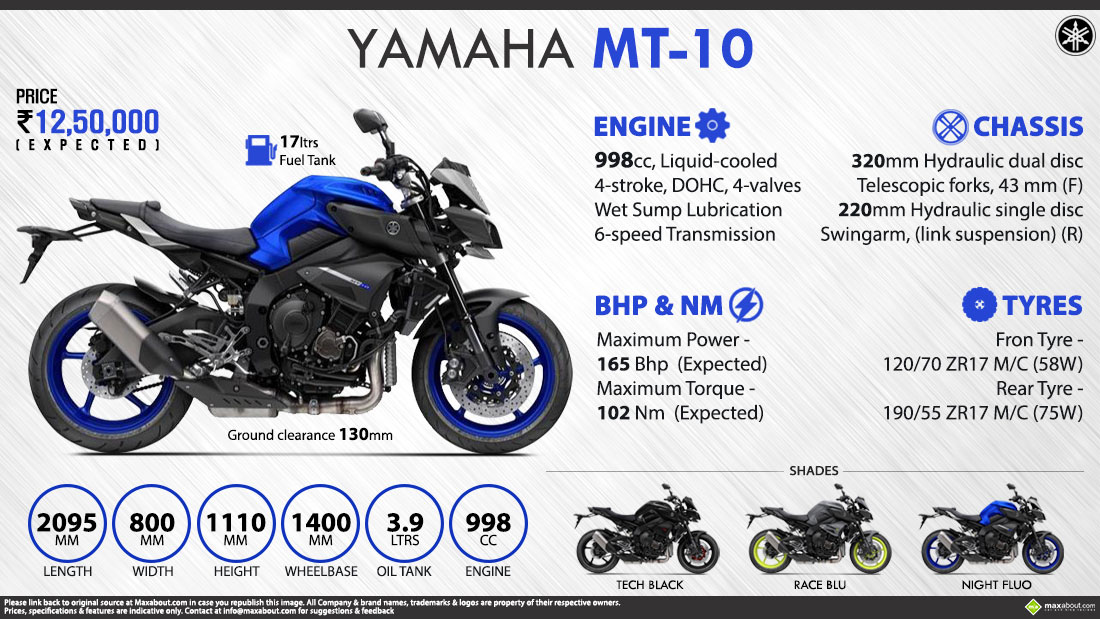 YAMAHA MT-10
PRICE
₹12,50,000
(EXPECTED)
17ltrs
Fuel Tank
ENGINE
998cc, Liquid-cooled
4-stroke, DOHC, 4-valves
Wet Sump Lubrication
6-speed Transmission
CHASSIS
320mm Hydraulic dual disc
Telescopic forks, 43 mm (F)
220mm Hydraulic single disc
Swingarm, (link suspension) (R)
BHP & NM
Maximum Power -
165 Bhp (Expected)
Maximum Torque -
102 Nm (Expected)
TYRES
Fron Tyre -
120/70 ZR17 M/C (58W)
Rear Tyre -
190/55 ZR17 M/C (75W)
Ground clearance 130mm
2095
MM
LENGTH
800
MM
WIDTH
1110
MM
HEIGHT
1400
MM
WHEELBASE
3.9
LTRS
OIL TANK
998
CC
ENGINE
SHADES
TECH BLACK
RACE BLU
NIGHT FLUO
Please link back to original source at Maxabout.com in case you republish this image. All Company & brand names, trademarks & logos are property of their respective owners.
Prices, specifications & features are indicative only. Contact at info@maxabout.com for suggestions & feedback
maxabout.com